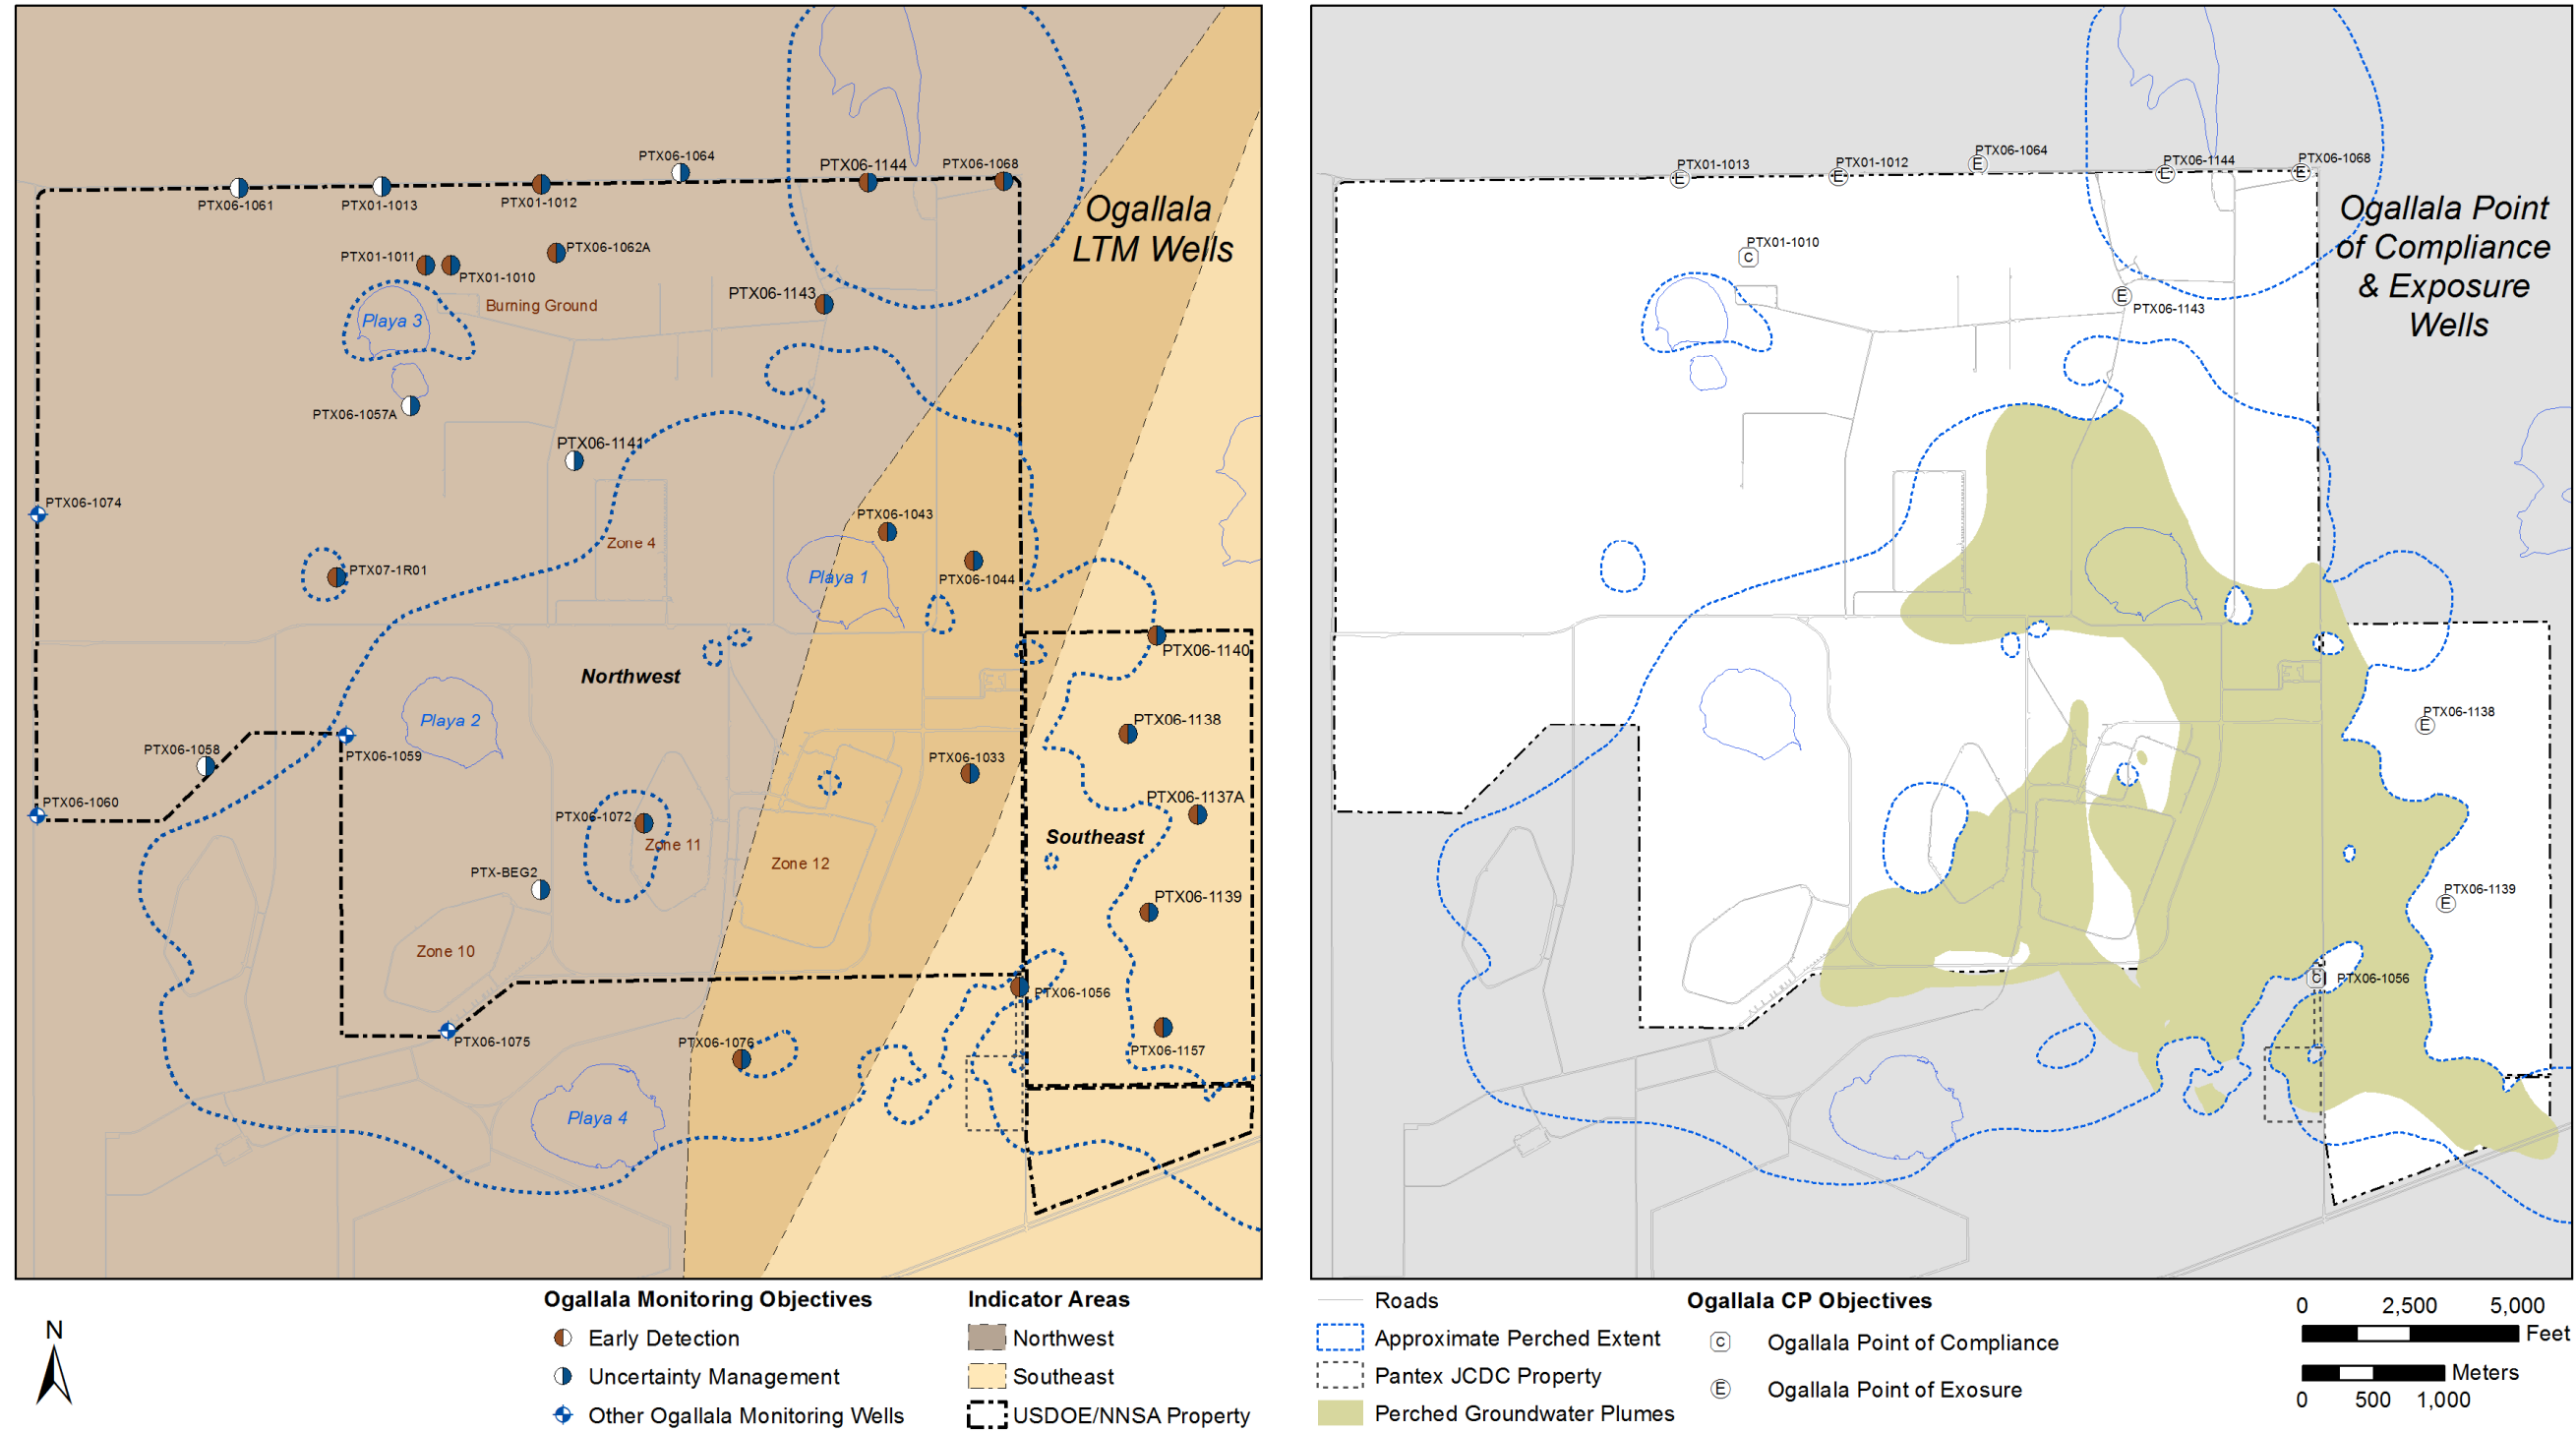 PTX06-1064
PTX06-1144
PTX06-1068
PTX06-1061
PTX01-1013
PTX01-1012
Ogallala
LTM Wells
PTX01-1011
PTX01-1010
PTX06-1062A
Burning Ground
PTX06-1143
Playa 3
PTX06-1057A
PTX06-1141
PTX06-1074
PTX06-1043
Zone 4
PTX07-1R01
Playa 1
PTX06-1044
PTX06-1140
Northwest
Playa 2
PTX06-1138
PTX06-1058
PTX06-1059
PTX06-1033
PTX06-1060
PTX06-1137A
PTX06-1072
Zone 11
Southeast
Zone 12
PTX-BEG2
PTX06-1139
Zone 10
PTX06-1056
PTX06-1075
PTX06-1076
PTX06-1157
Playa 4
PTX01-1013
E
PTX01-1012
E
PTX06-1064
E
PTX06-1144
E
PTX06-1068
E
Ogallala Point
of Compliance
& Exposure
Wells
PTX01-1010
C
E
PTX06-1143
PTX06-1138
E
PTX06-1139
E
C
PTX06-1056
N
Ogallala Monitoring Objectives
Early Detection
Uncertainty Management
Other Ogallala Monitoring Wells
Indicator Areas
Northwest
Southeast
USDOE/NNSA Property
Roads
Approximate Perched Extent
Pantex JCDC Property
Perched Groundwater Plumes
Ogallala CP Objectives
C Ogallala Point of Compliance
E Ogallala Point of Exosure
0 2,500 5,000
Feet
Meters
0 500 1,000